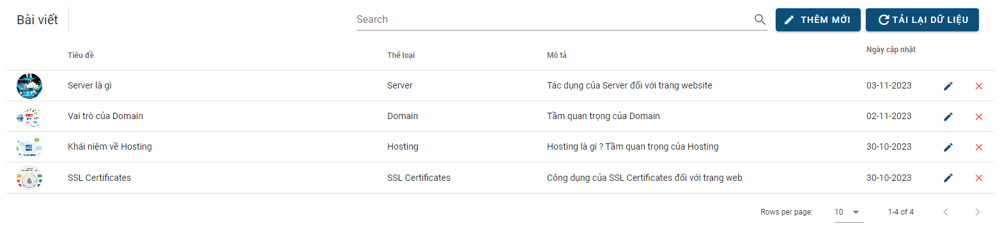 Bài viết
Search
THÊM MỚI
TẢI LẠI DỮ LIỆU
Tiêu đề Thể loại Mô tả Ngày cập nhật
Server là gì Server Tác dụng của Server đối với trang website 03-11-2023
Vai trò của Domain Domain Tầm quan trọng của Domain 02-11-2023
Khái niệm về Hosting Hosting Hosting là gi ? Tầm quan trọng của Hosting 30-10-2023
HOSTING
SSL Certificates SSL Certificates Công dụng của SSL Certificates đối với trang web 30-10-2023
Rows per page: 10 1-4 of 4